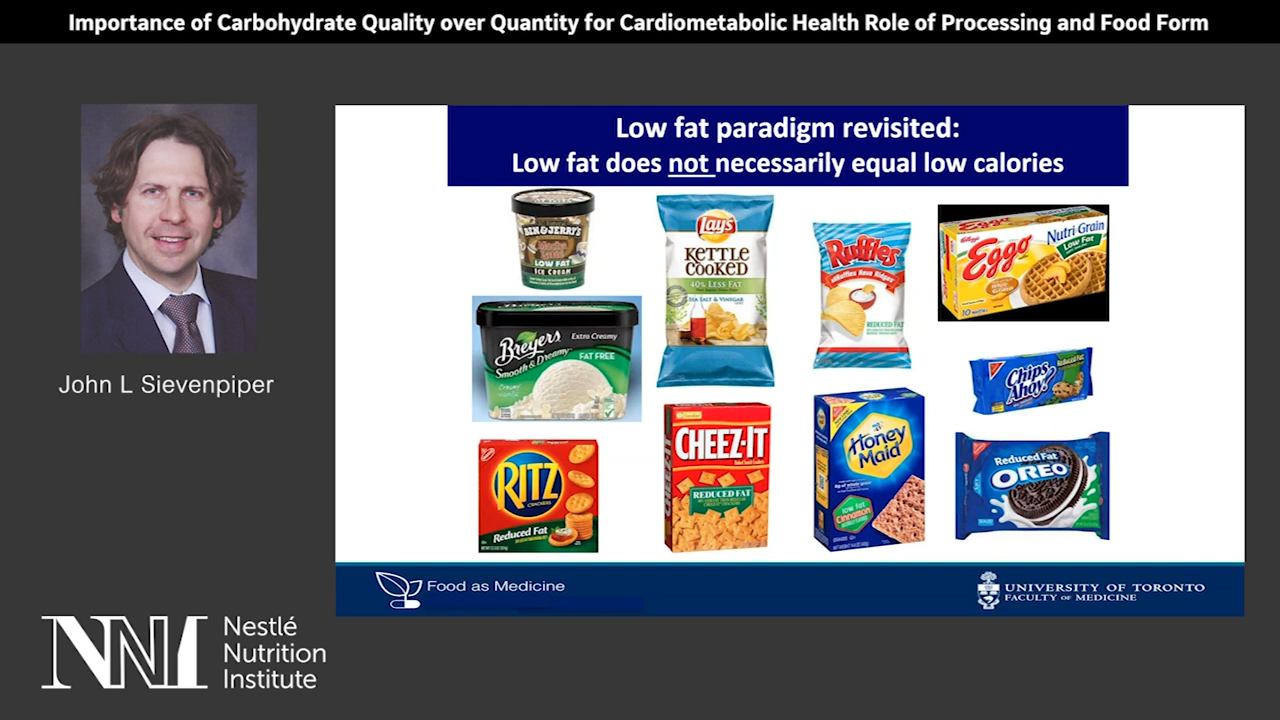 Importance of Carbohydrate Quality over Quantity for Cardiometabolic Health Role of Processing and Food Form
John L Sievenpiper
Low fat paradigm revisited:
Low fat does not necessarily equal low calories
BEN & JERRY'S
LOW FAT
ICE CREAM
Breyers
Extra Creamy
Smooth & Dreamy
FAT FREE
RITZ
CRACKERS
Reduced Fat
Lay's
KETTLE
COOKED
40% LESS FAT
SEA SALT & VINEGAR
CHEEZ-IT
REDUCED FAT
Ruffles
REDUCED FAT
Honey
Maid
low fat
Cinnamon
Kellogg's
Eggo
Nutri-Grain
Low Fat
Chips
Ahoy!
Reduced Fat
Reduced Fat
OREO
Food as Medicine
UNIVERSITY OF TORONTO
FACULTY OF MEDICINE
NNI
Nestlé
Nutrition
Institute